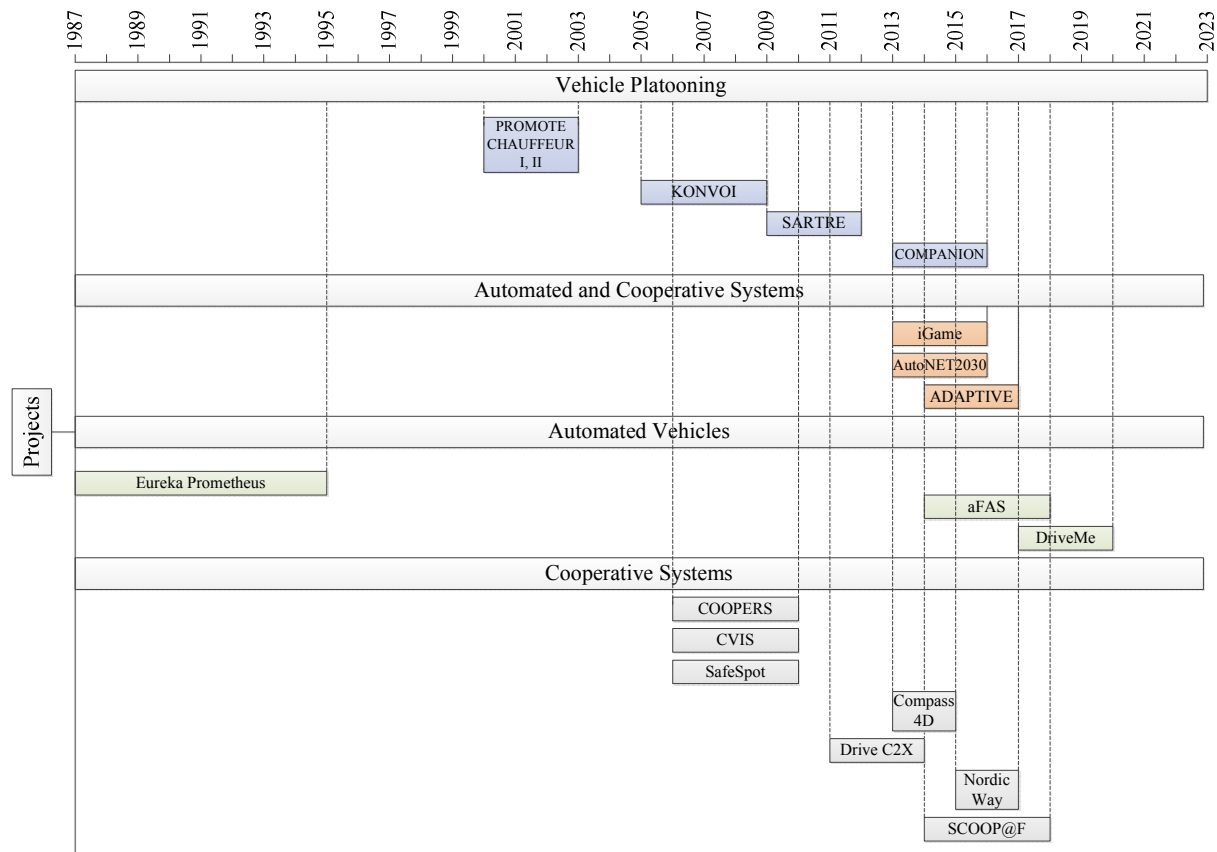 1987
1989
1991
1993
1995
1997
1999
2001
2003
2005
2007
2009
2011
2013
2015
2017
2019
2021
2023
Vehicle Platooning
PROMOTE
CHAUFFEUR
I, II
KONVOI
SARTRE
COMPANION
Automated and Cooperative Systems
iGame
AutoNET2030
ADAPTIVE
Projects
Automated Vehicles
Eureka Prometheus
aFAS
DriveMe
Cooperative Systems
COOPERS
CVIS
SafeSpot
Compass
4D
Drive C2X
Nordic
Way
SCOOP@F